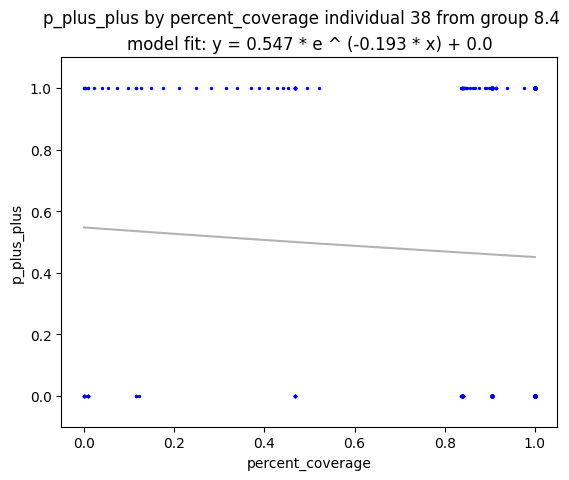 p_plus_plus by percent_coverage individual 38 from group 8.4
model fit: y = 0.547 * e ^ (-0.193 * x) + 0.0
1.0
0.8
0.6
0.4
0.2
0.0
p_plus_plus
0.0 0.2 0.4 0.6 0.8 1.0
percent_coverage